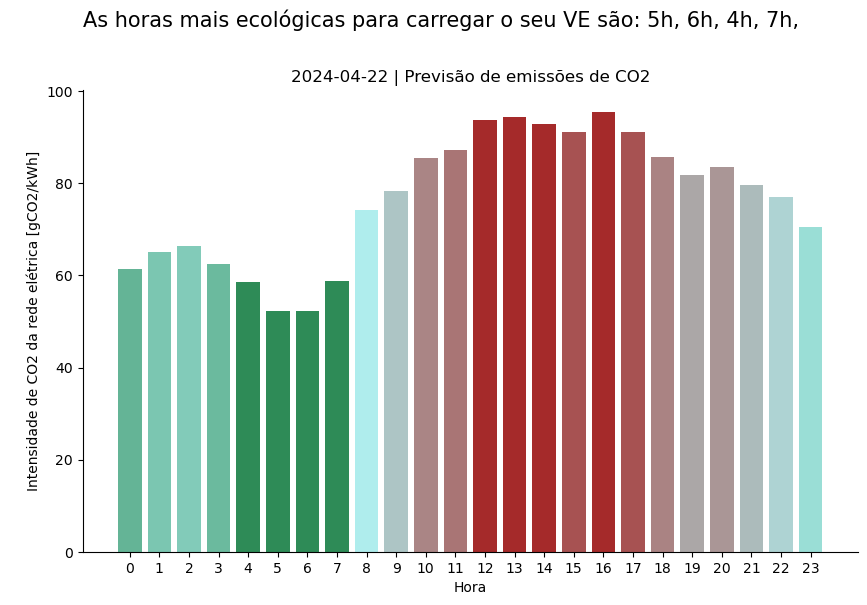 As horas mais ecológicas para carregar o seu VE são: 5h, 6h, 4h, 7h,
2024-04-22 | Previsão de emissões de CO2
Intensidade de CO2 da rede elétrica [gCO2/kWh]
100
80
60
40
20
0
0 1 2 3 4 5 6 7 8 9 10 11 12 13 14 15 16 17 18 19 20 21 22 23
Hora